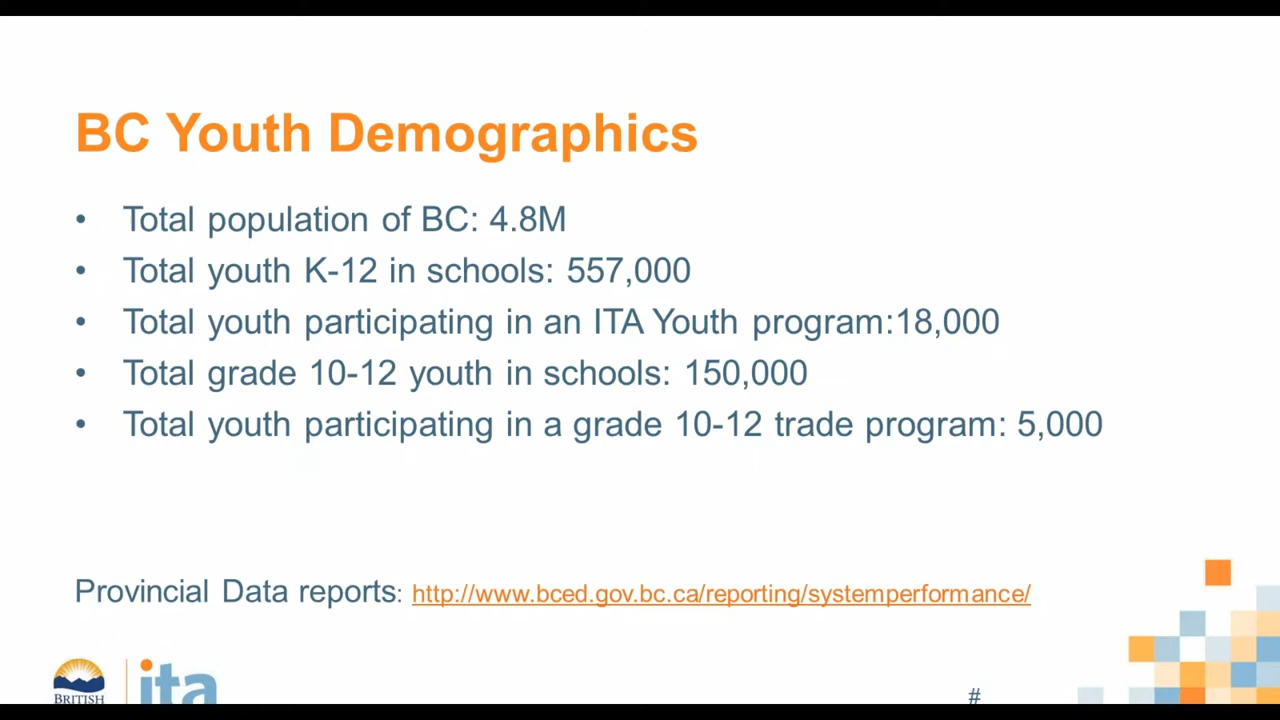 BC Youth Demographics
• Total population of BC: 4.8M
• Total youth K-12 in schools: 557,000
• Total youth participating in an ITA Youth program:18,000
• Total grade 10-12 youth in schools: 150,000
• Total youth participating in a grade 10-12 trade program: 5,000
Provincial Data reports: http://www.bced.gov.bc.ca/reporting/systemperformance/
BRITISH
ita
#